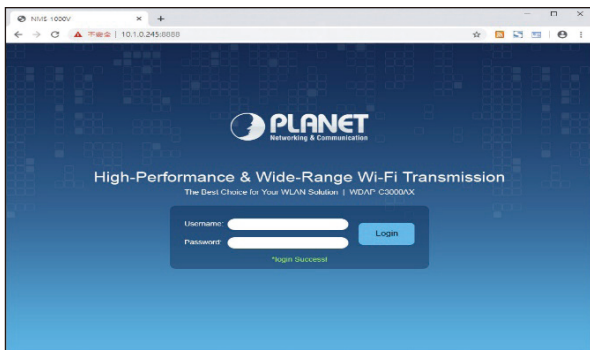 NMS 1000V
不安全 | 10.1.0.245:8888
PLANET
Networking & Communication
High-Performance & Wide-Range Wi-Fi Transmission
The Best Choice for Your WLAN Solution | WDAP-C3000AX
Username:
Password:
Login
*login Success!